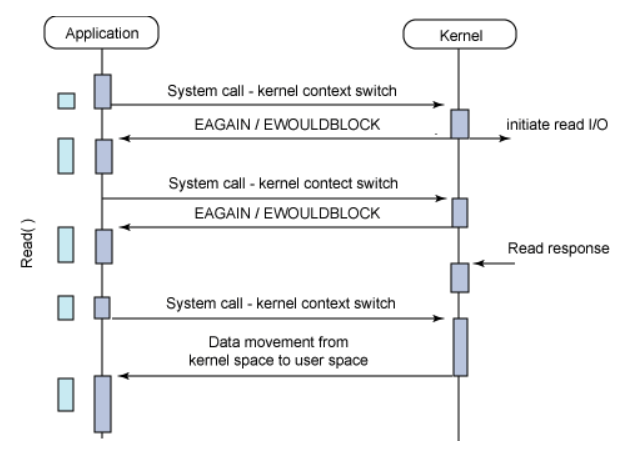 Application
Kernel
System call - kernel context switch
EAGAIN / EWOULDBLOCK
initiate read I/O
System call - kernel contect switch
EAGAIN / EWOULDBLOCK
Read( )
Read response
System call - kernel context switch
Data movement from
kernel space to user space